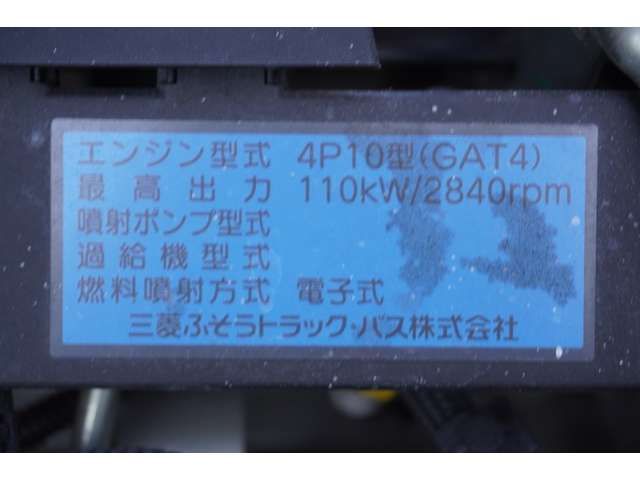 エンジン型式 4P10型(GAT4)
最高出力 110kW/2840rpm
噴射ポンプ型式
過給機型式
燃料噴射方式 電子式
三菱ふそうトラック・バス株式会社